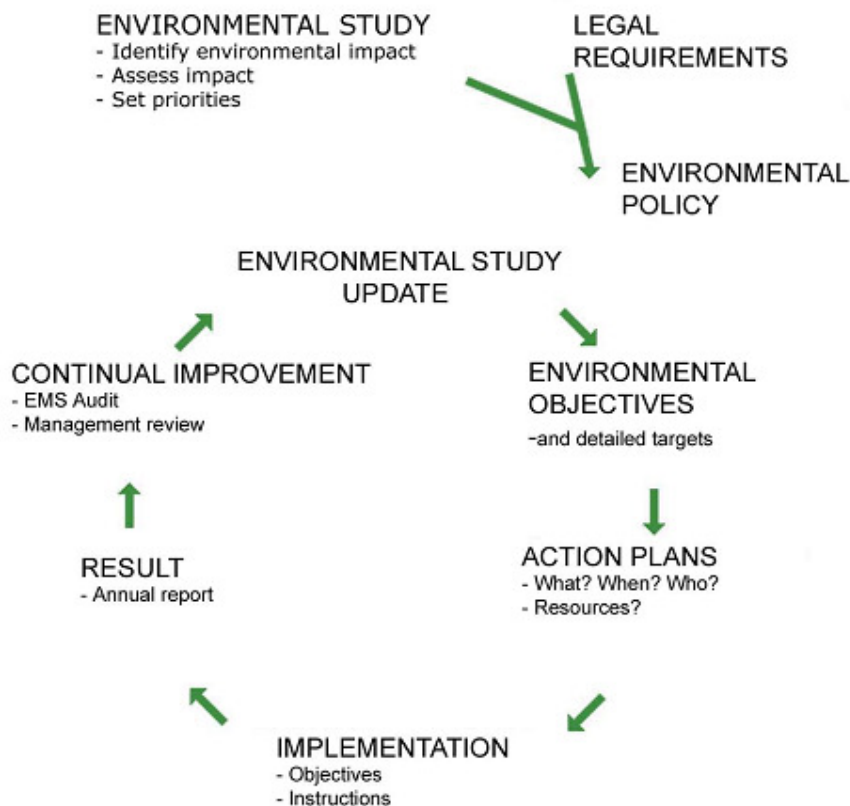 ENVIRONMENTAL STUDY
- Identify environmental impact
- Assess impact
- Set priorities
LEGAL
REQUIREMENTS
ENVIRONMENTAL
POLICY
ENVIRONMENTAL STUDY
UPDATE
ENVIRONMENTAL
OBJECTIVES
-and detailed targets
ACTION PLANS
- What? When? Who?
- Resources?
IMPLEMENTATION
- Objectives
- Instructions
RESULT
- Annual report
CONTINUAL IMPROVEMENT
- EMS Audit
- Management review